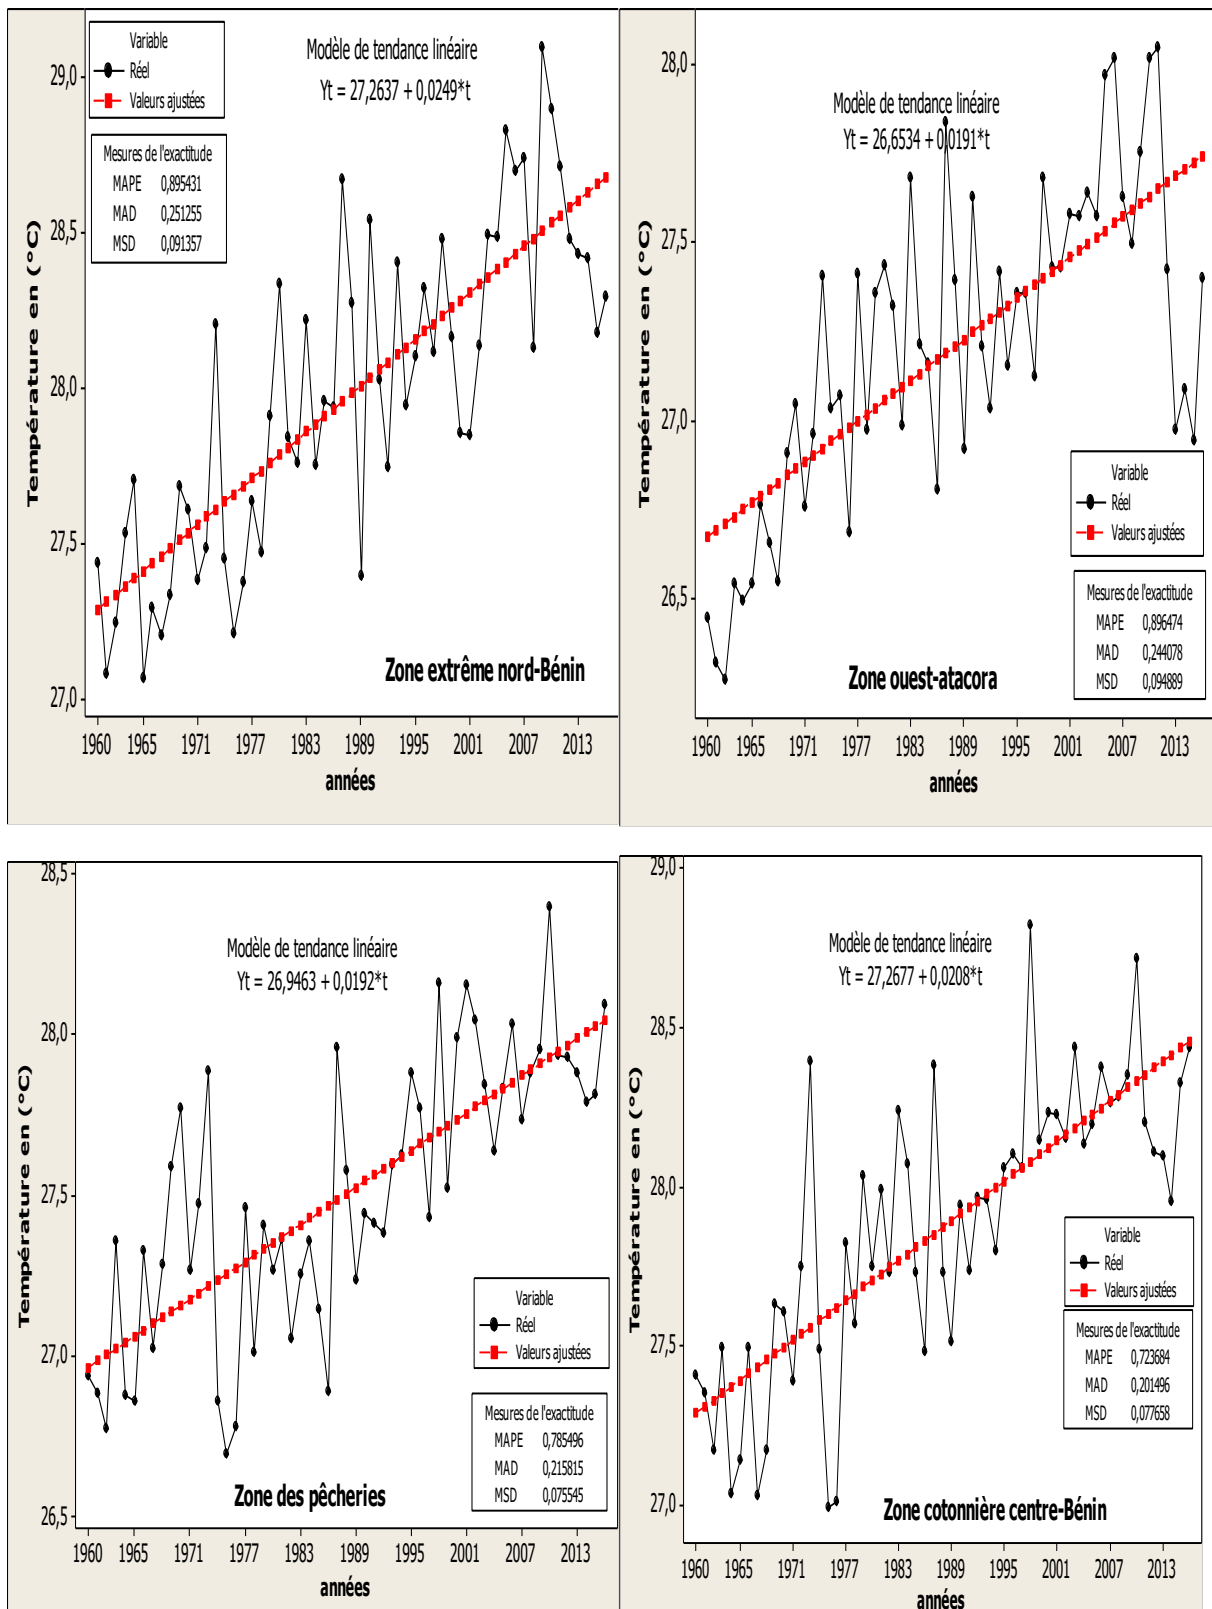 Variable
Réel
Valeurs ajustées
Modèle de tendance linéaire
Yt = 27,2637 + 0,0249*t
Mesures de l'exactitude
MAPE 0,895431
MAD 0,251255
MSD 0,091357
29,0
28,5
28,0
27,5
27,0
Température en (°C)
Zone extrême nord-Bénin
1960 1965 1971 1977 1983 1989 1995 2001 2007 2013
années
Modèle de tendance linéaire
Yt = 26,6534 + 0,0191*t
28,0
27,5
27,0
26,5
Température en (°C)
Variable
Réel
Valeurs ajustées
Mesures de l'exactitude
MAPE 0,896474
MAD 0,244078
MSD 0,094889
Zone ouest-atacora
1960 1965 1971 1977 1983 1989 1995 2001 2007 2013
années
28,5
28,0
27,5
27,0
26,5
Température en (°C)
Modèle de tendance linéaire
Yt = 26,9463 + 0,0192*t
Variable
Réel
Valeurs ajustées
Mesures de l'exactitude
MAPE 0,785496
MAD 0,215815
MSD 0,075545
Zone des pêcheries
1960 1965 1971 1977 1983 1989 1995 2001 2007 2013
années
29,0
28,5
28,0
27,5
27,0
Température en (°C)
Modèle de tendance linéaire
Yt = 27,2677 + 0,0208*t
Variable
Réel
Valeurs ajustées
Mesures de l'exactitude
MAPE 0,723684
MAD 0,201496
MSD 0,077658
Zone cotonnière centre-Bénin
1960 1965 1971 1977 1983 1989 1995 2001 2007 2013
années